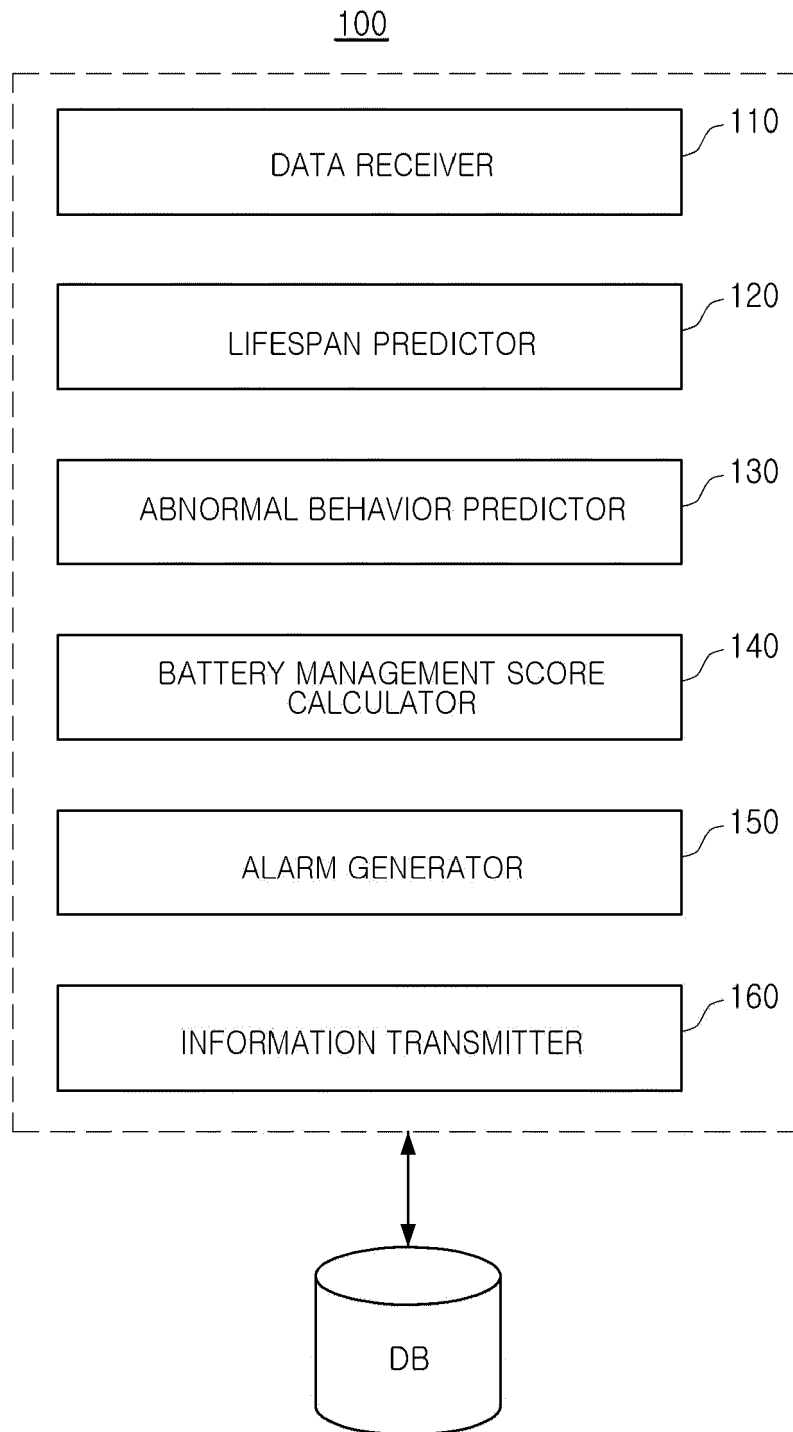 100
110
DATA RECEIVER
120
LIFESPAN PREDICTOR
130
ABNORMAL BEHAVIOR PREDICTOR
140
BATTERY MANAGEMENT SCORE
CALCULATOR
150
ALARM GENERATOR
160
INFORMATION TRANSMITTER
DB